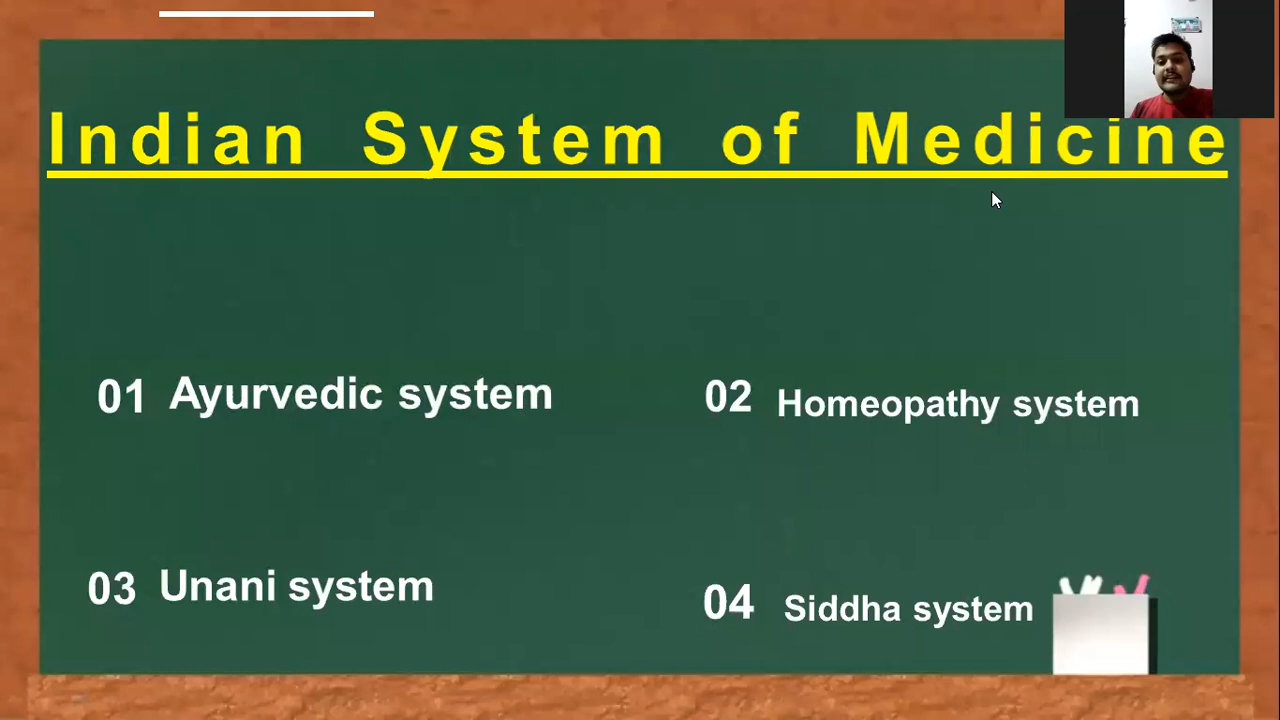 Indian System of Medicine
01 Ayurvedic system
02 Homeopathy system
03 Unani system
04 Siddha system